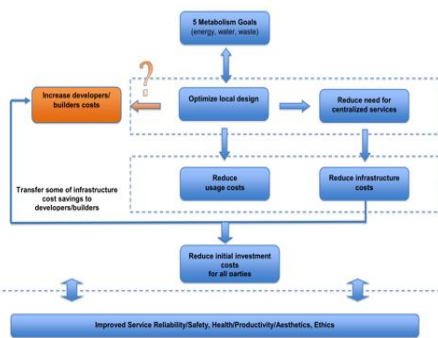 5 Metabolism Goals
(energy, water, waste)
?
Increase developers/
builders costs
Optimize local design
Reduce need for
centralized services
Reduce
usage costs
Reduce infrastructure
costs
Transfer some of infrastructure
cost savings to
developers/builders
Reduce initial investment
costs
for all parties
Improved Service Reliability/Safety, Health/Productivity/Aesthetics, Ethics